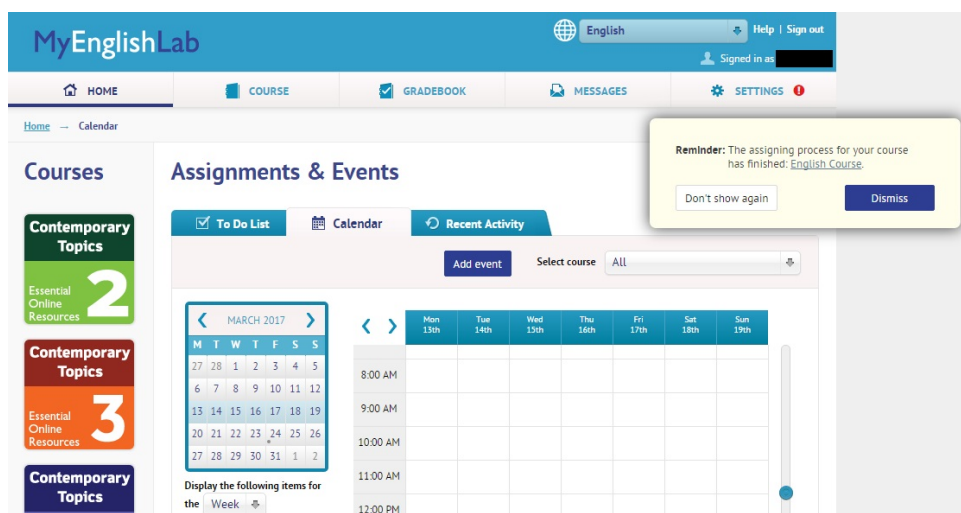 MyEnglishLab
English
Help | Sign out
Signed in as
HOME
COURSE
GRADEBOOK
MESSAGES
SETTINGS !
Home → Calendar
Reminder: The assigning process for your course
has finished: English Course.
Don't show again
Dismiss
Courses
Contemporary
Topics
Essential
Online
Resources
2
Contemporary
Topics
Essential
Online
Resources
3
Contemporary
Topics
Assignments & Events
To Do List
Calendar
Recent Activity
Add event
Select course
All
MARCH 2017
M T W T F S S
27 28 1 2 3 4 5
6 7 8 9 10 11 12
13 14 15 16 17 18 19
20 21 22 23 24 25 26
27 28 29 30 31 1 2
Display the following items for
the Week
Mon Tue Wed Thu Fri Sat Sun
13th 14th 15th 16th 17th 18th 19th
8:00 AM
9:00 AM
10:00 AM
11:00 AM
12:00 PM